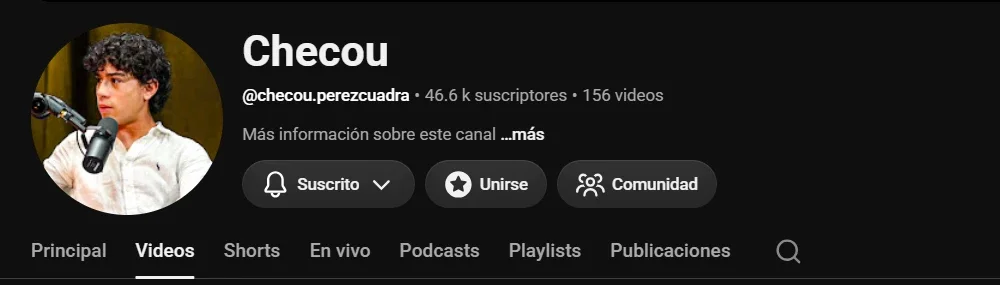 Checou
@checou.perezcuadra • 46.6 k suscriptores • 156 videos
Más información sobre este canal ...más
Suscrito Unirse Comunidad
Principal Videos Shorts En vivo Podcasts Playlists Publicaciones